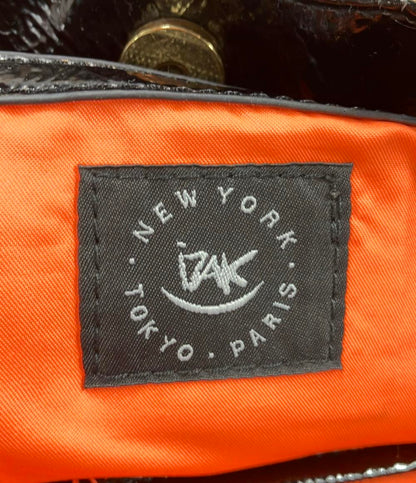 · NEW YORK ·
IZAK
TOKYO · PARIS